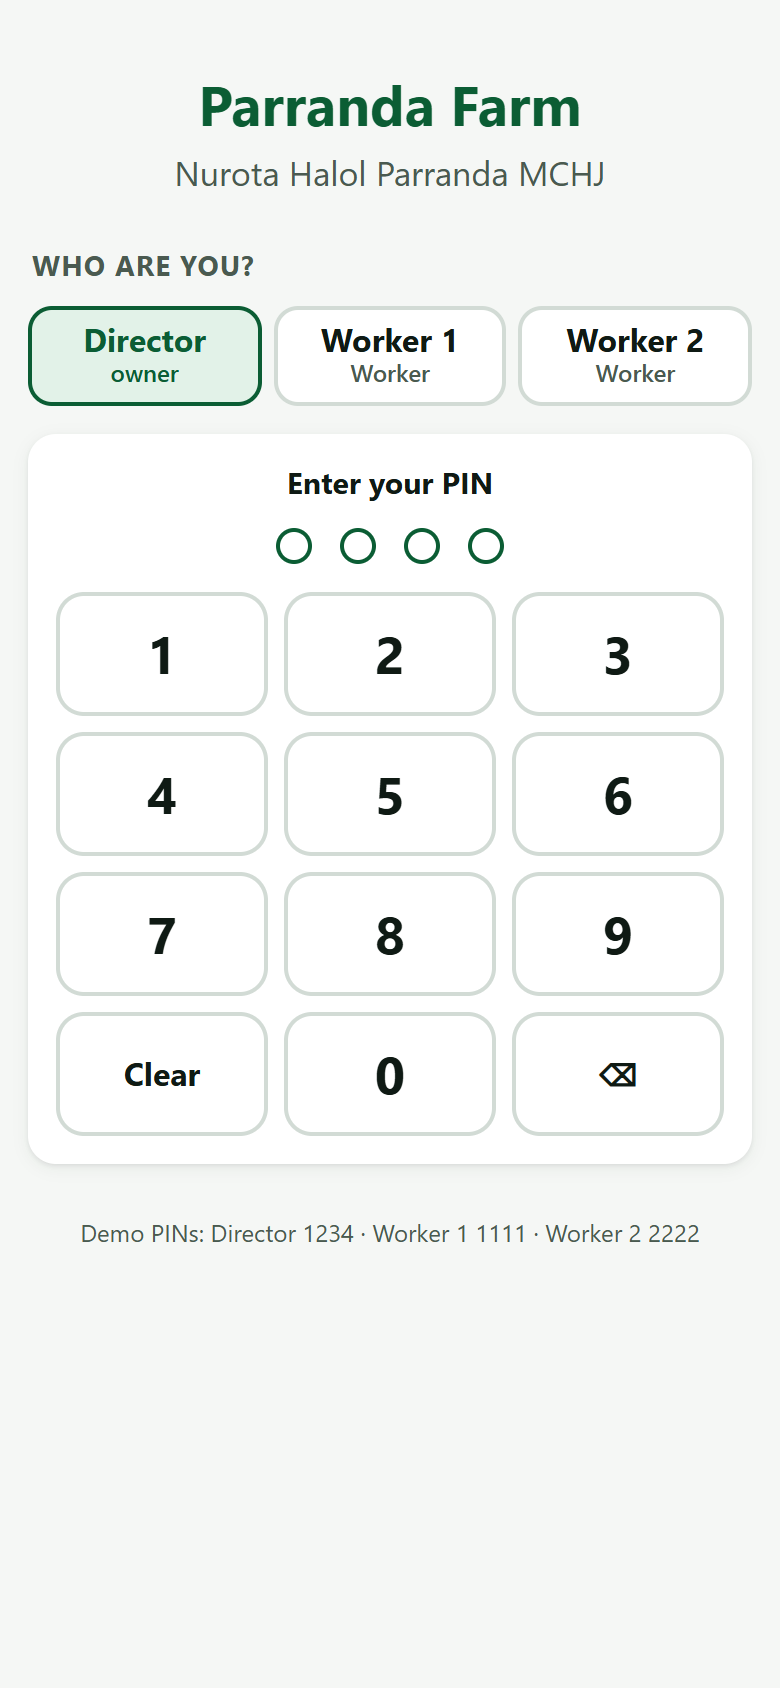 Parranda Farm
Nurota Halol Parranda MCHJ
WHO ARE YOU?
Director Worker 1 Worker 2
owner Worker Worker
Enter your PIN
1 2 3
4 5 6
7 8 9
Clear 0 ⌫
Demo PINs: Director 1234 · Worker 1 1111 · Worker 2 2222